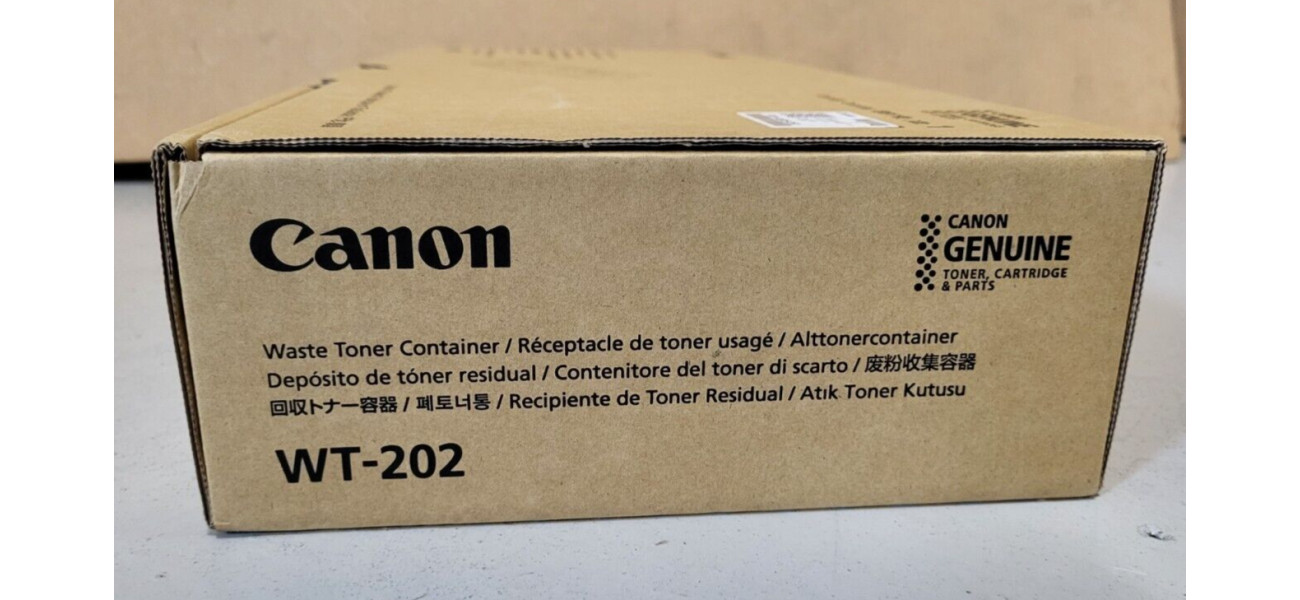 Canon
CANON
GENUINE
TONER, CARTRIDGE
& PARTS
Waste Toner Container / Réceptacle de toner usagé / Alttonercontainer
Depósito de tóner residual / Contenitore del toner di scarto / 废粉收集容器
回収トナー容器 / 폐토너통 / Recipiente de Toner Residual / Atık Toner Kutusu
WT-202
GENUINE